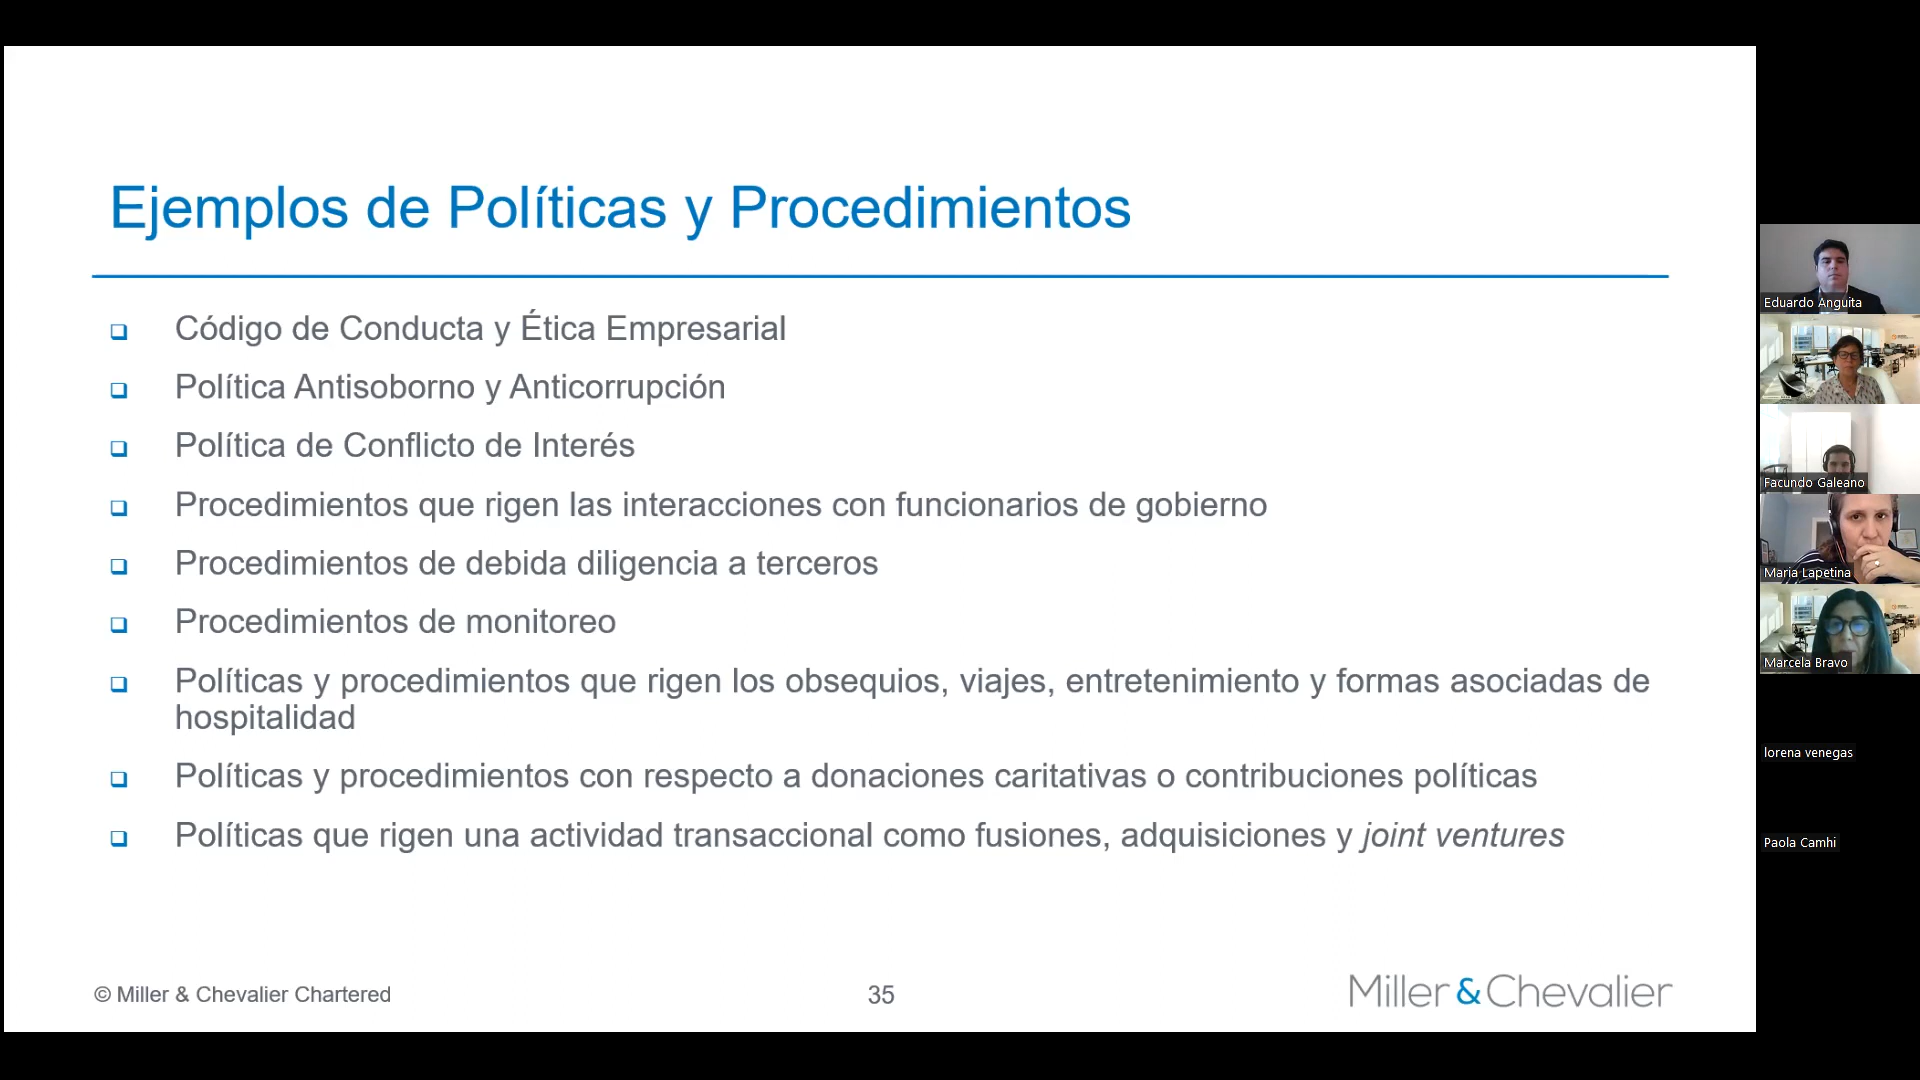 Ejemplos de Políticas y Procedimientos
Código de Conducta y Ética Empresarial
Política Antisoborno y Anticorrupción
Política de Conflicto de Interés
Procedimientos que rigen las interacciones con funcionarios de gobierno
Procedimientos de debida diligencia a terceros
Procedimientos de monitoreo
Políticas y procedimientos que rigen los obsequios, viajes, entretenimiento y formas asociadas de
hospitalidad
Políticas y procedimientos con respecto a donaciones caritativas o contribuciones políticas
Políticas que rigen una actividad transaccional como fusiones, adquisiciones y joint ventures
© Miller & Chevalier Chartered
35
Miller & Chevalier
Eduardo Anguita
Facundo Galeano
Maria Lapetina
Marcela Bravo
lorena venegas
Paola Camhi